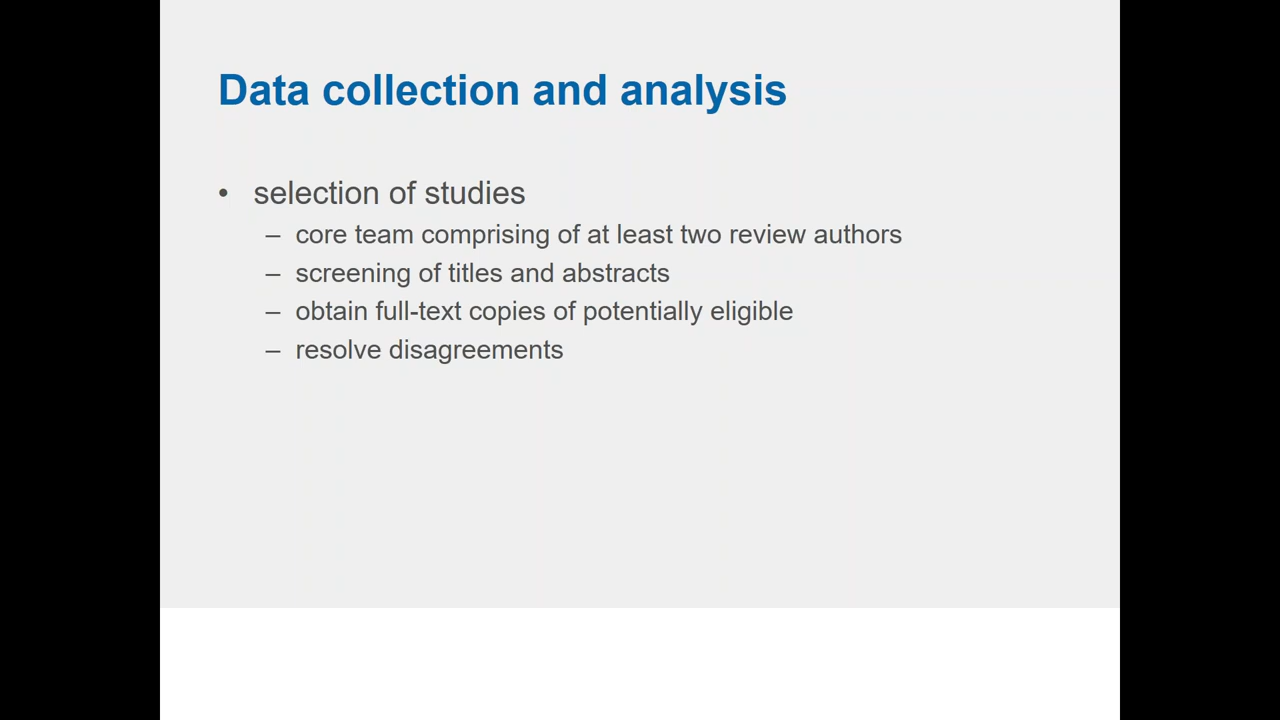 Data collection and analysis
• selection of studies
– core team comprising of at least two review authors
– screening of titles and abstracts
– obtain full-text copies of potentially eligible
– resolve disagreements